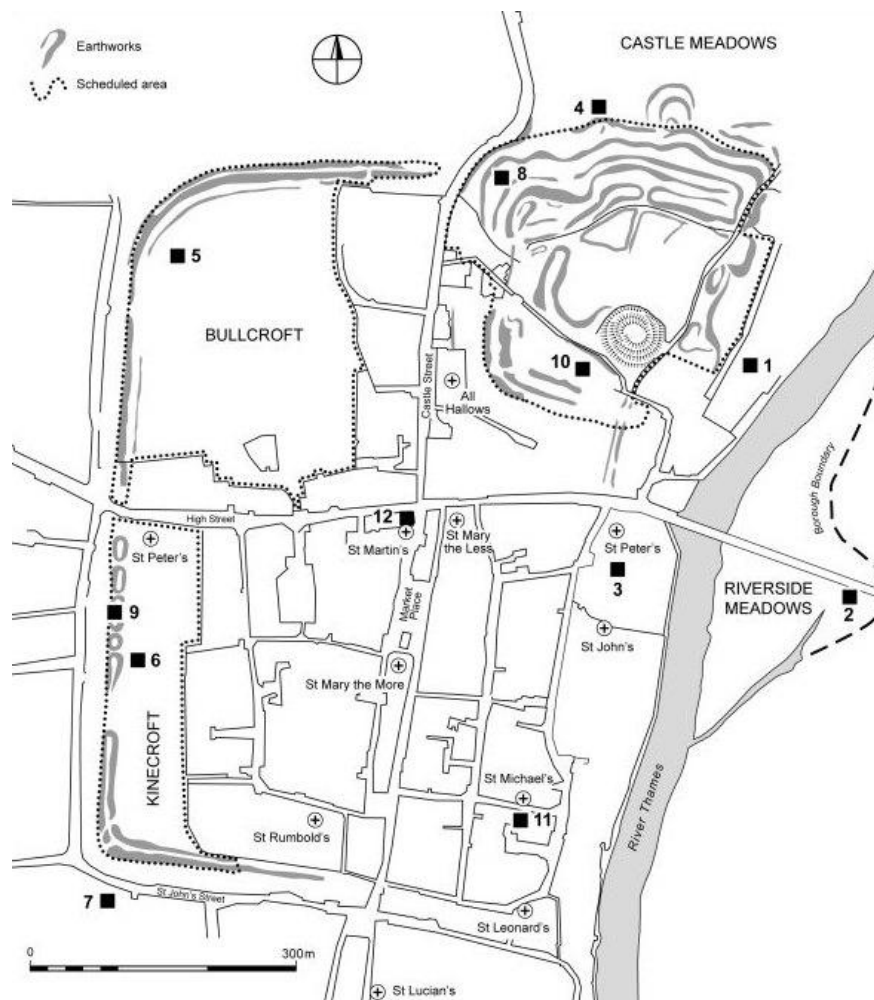 Earthworks
Scheduled area
CASTLE MEADOWS
4
8
5
BULLCROFT
1
10
Castle Street
All
Hallows
Borough Boundary
High Street
12
St Peter's
St Martin's
St Mary
the Less
St Peter's
3
RIVERSIDE
MEADOWS
2
9
Market
Place
St John's
6
St Mary the More
KINECROFT
St Michael's
11
St Rumbold's
River Thames
7
St John's Street
St Leonard's
0
300m
St Lucian's